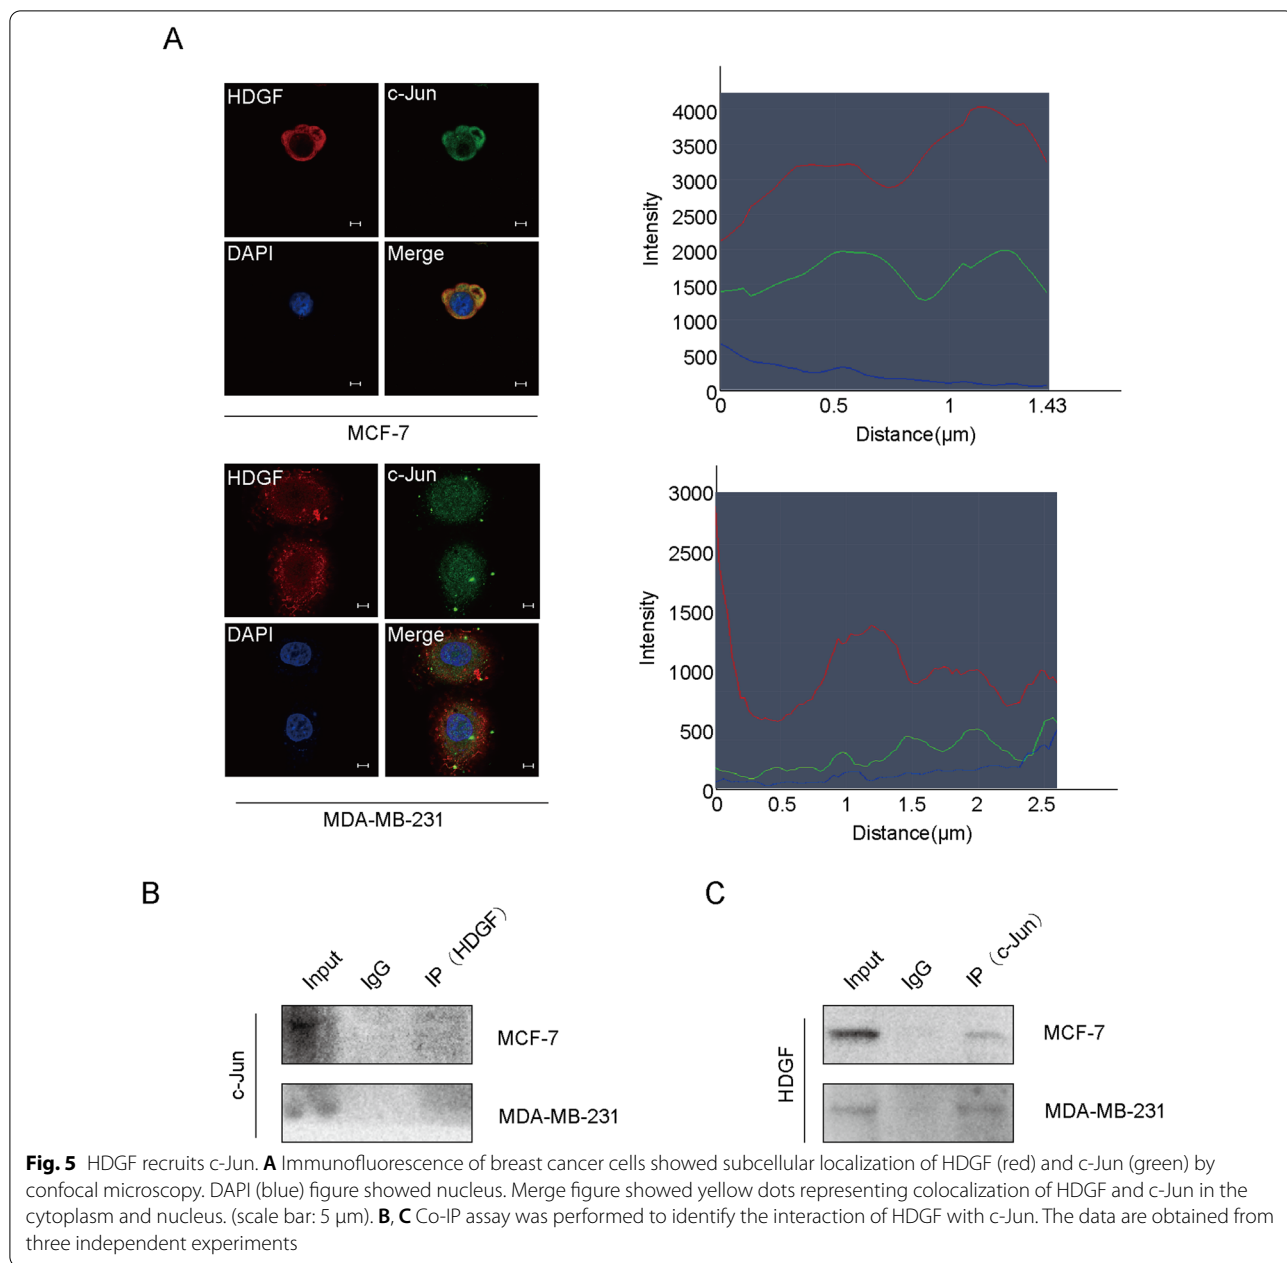 A
HDGF
c-Jun
DAPI
Merge
MCF-7
4000
3500
3000
2500
2000
1500
1000
500
0
Intensity
0 0.5 1 1.43
Distance(μm)
HDGF
c-Jun
DAPI
Merge
MDA-MB-231
3000
2500
1500
1000
500
0
Intensity
0 0.5 1 1.5 2 2.5
Distance(μm)
B
Input IgG IP（HDGF）
c-Jun
MCF-7
MDA-MB-231
C
Input IgG IP（c-Jun）
HDGF
MCF-7
MDA-MB-231
Fig. 5 HDGF recruits c-Jun. A Immunofluorescence of breast cancer cells showed subcellular localization of HDGF (red) and c-Jun (green) by
confocal microscopy. DAPI (blue) figure showed nucleus. Merge figure showed yellow dots representing colocalization of HDGF and c-Jun in the
cytoplasm and nucleus. (scale bar: 5 μm). B, C Co-IP assay was performed to identify the interaction of HDGF with c-Jun. The data are obtained from
three independent experiments